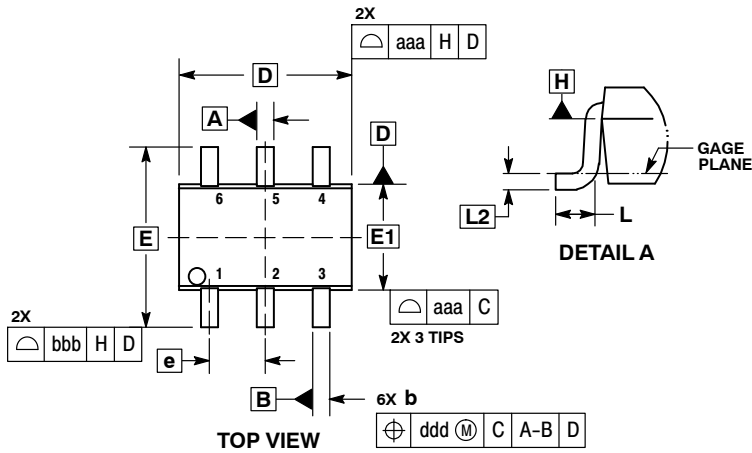 2X
⌓ aaa H D
D
A
D
H
GAGE
PLANE
6 5 4
E
E1
L2
L
DETAIL A
1 2 3
⌓ aaa C
2X 3 TIPS
2X
⌓ bbb H D
e
B
6X b
⌖ ddd Ⓜ C A-B D
TOP VIEW